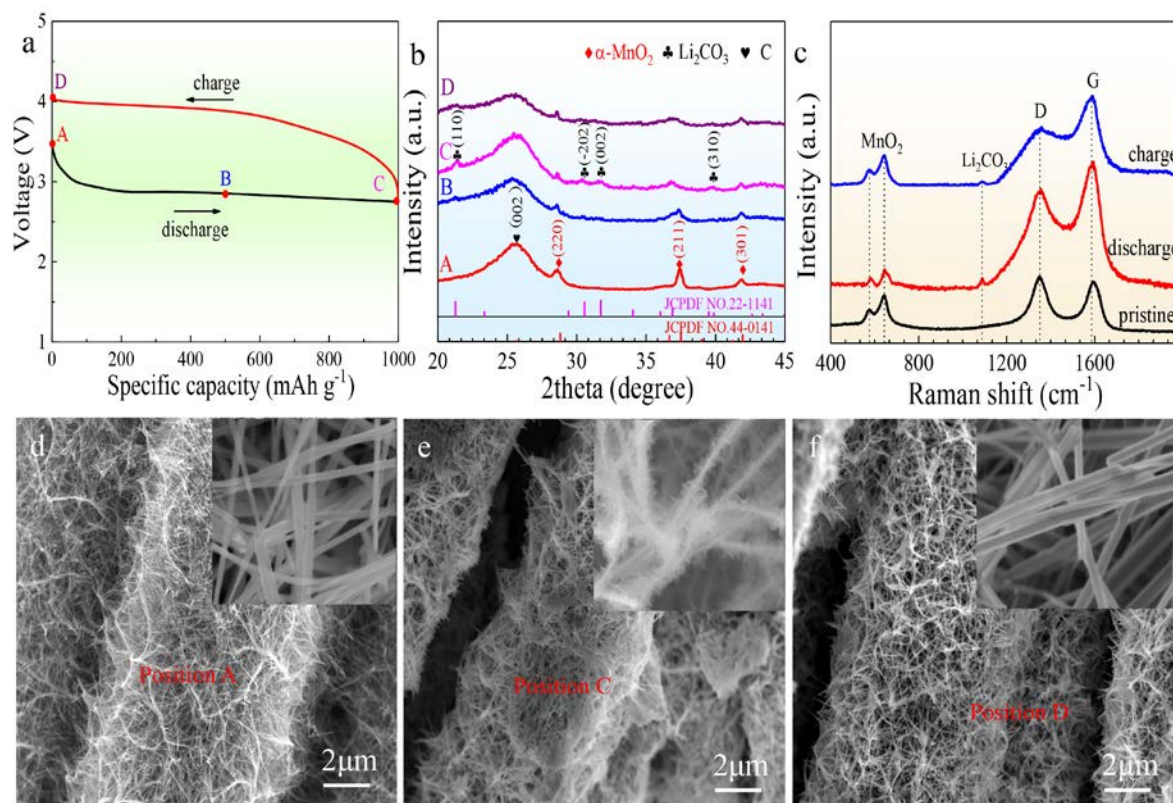 a
Voltage (V)
5
4
3
2
1
D
charge
A
B
C
discharge
0 200 400 600 800 1000
Specific capacity (mAh g⁻¹)
b
Intensity (a.u.)
α-MnO₂ Li₂CO₃ C
D
(110)
(-202)
(002)
(310)
C
B
(002)
(220)
(211)
(301)
A
JCPDF NO.22-1141
JCPDF NO.44-0141
20 25 30 35 40 45
2theta (degree)
c
Intensity (a.u.)
G
D
MnO₂
Li₂CO₃
charge
discharge
pristine
400 800 1200 1600
Raman shift (cm⁻¹)
d
Position A
2μm
e
Position C
2μm
f
Position D
2μm